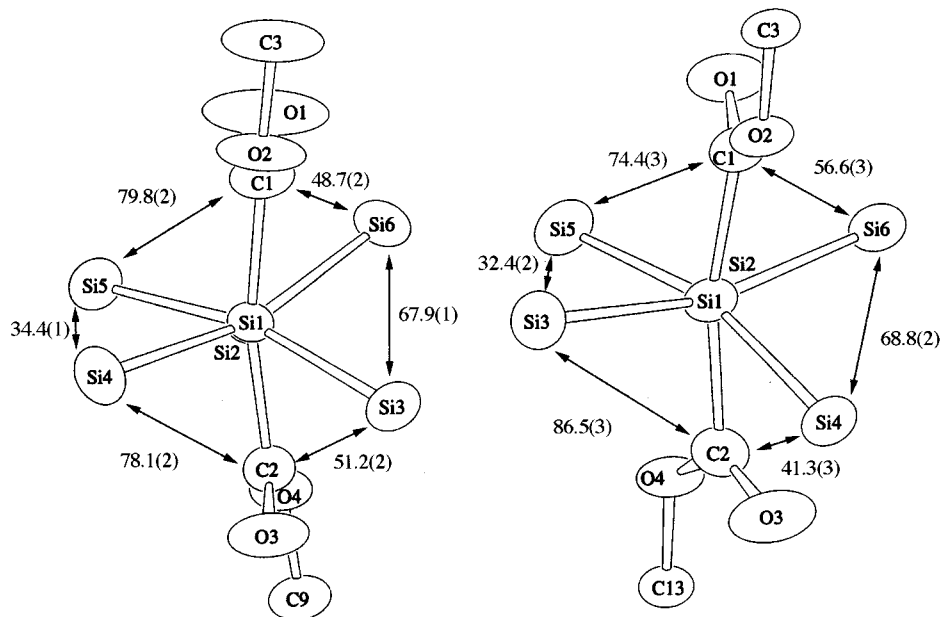 C3
O1
O2
C1
79.8(2)
48.7(2)
Si6
Si5
Si1
67.9(1)
34.4(1)
Si2
Si4
Si3
78.1(2)
C2
51.2(2)
O4
O3
C9
C3
O1
O2
C1
74.4(3)
56.6(3)
Si5
Si6
Si2
32.4(2)
Si1
Si3
68.8(2)
86.5(3)
Si4
C2
41.3(3)
O4
O3
C13